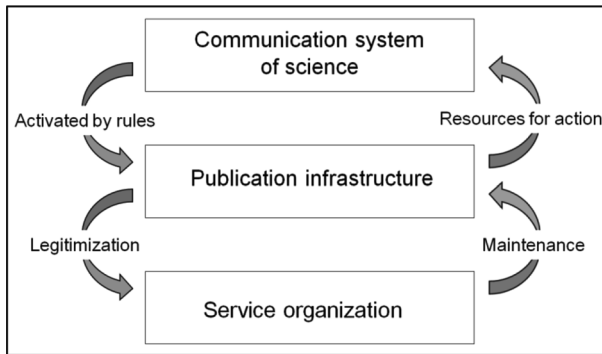 Communication system
of science
Activated by rules
Resources for action
Publication infrastructure
Legitimization
Maintenance
Service organization